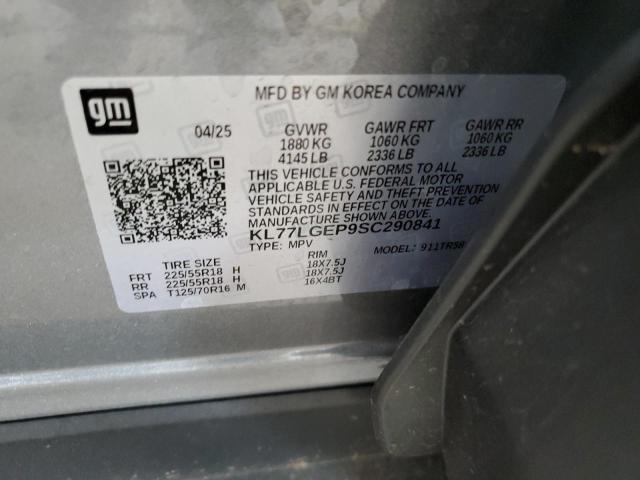 gm
MFD BY GM KOREA COMPANY
04/25 GVWR GAWR FRT GAWR RR
1880 KG 1060 KG 1060 KG
4145 LB 2336 LB 2336 LB
THIS VEHICLE CONFORMS TO ALL
APPLICABLE U.S. FEDERAL MOTOR
VEHICLE SAFETY AND THEFT PREVENTION
STANDARDS IN EFFECT ON THE DATE OF
MANUFACTURE SHOWN ABOVE.
KL77LGEP9SC290841
TYPE: MPV MODEL: 911TR58
TIRE SIZE RIM
FRT 225/55R18 H 18X7.5J
RR 225/55R18 H 18X7.5J
SPA T125/70R16 M 16X4BT